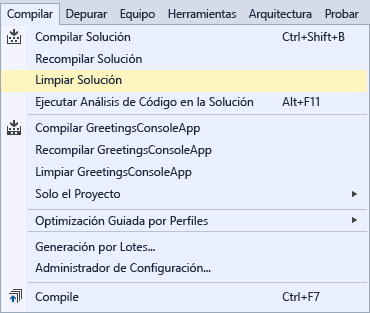 Compilar Depurar Equipo Herramientas Arquitectura Probar
Compilar Solución Ctrl+Shift+B
Recompilar Solución
Limpiar Solución
Ejecutar Análisis de Código en la Solución Alt+F11
Compilar GreetingsConsoleApp
Recompilar GreetingsConsoleApp
Limpiar GreetingsConsoleApp
Solo el Proyecto
Optimización Guiada por Perfiles
Generación por Lotes...
Administrador de Configuración...
Compile Ctrl+F7